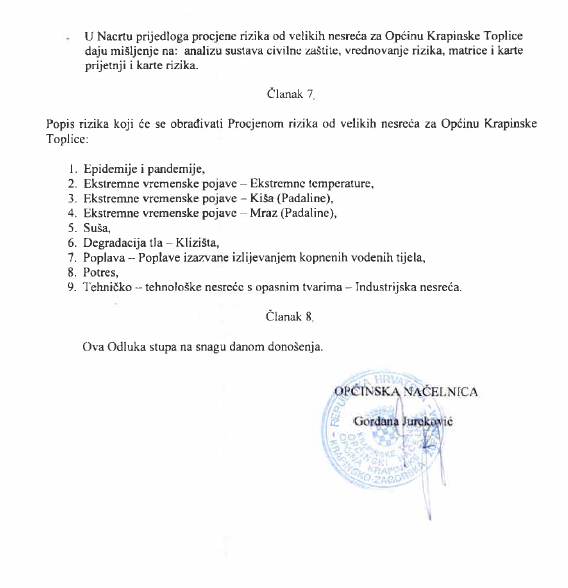 - U Nacrtu prijedloga procjene rizika od velikih nesreća za Općinu Krapinske Toplice
daju mišljenje na: analizu sustava civilne zaštite, vrednovanje rizika, matrice i karte
prijetnji i karte rizika.
Članak 7.
Popis rizika koji će se obrađivati Procjenom rizika od velikih nesreća za Općinu Krapinske
Toplice:
1. Epidemije i pandemije,
2. Ekstremne vremenske pojave – Ekstremne temperature,
3. Ekstremne vremenske pojave – Kiša (Padaline),
4. Ekstremne vremenske pojave – Mraz (Padaline),
5. Suša,
6. Degradacija tla – Klizišta,
7. Poplava – Poplave izazvane izlijevanjem kopnenih vodenih tijela,
8. Potres,
9. Tehničko – tehnološke nesreće s opasnim tvarima – Industrijska nesreća.
Članak 8.
Ova Odluka stupa na snagu danom donošenja.
OPĆINSKA NAČELNICA
Gordana Jureković
REPUBLIKA HRVATSKA
KRAPINSKO-ZAGORSKA